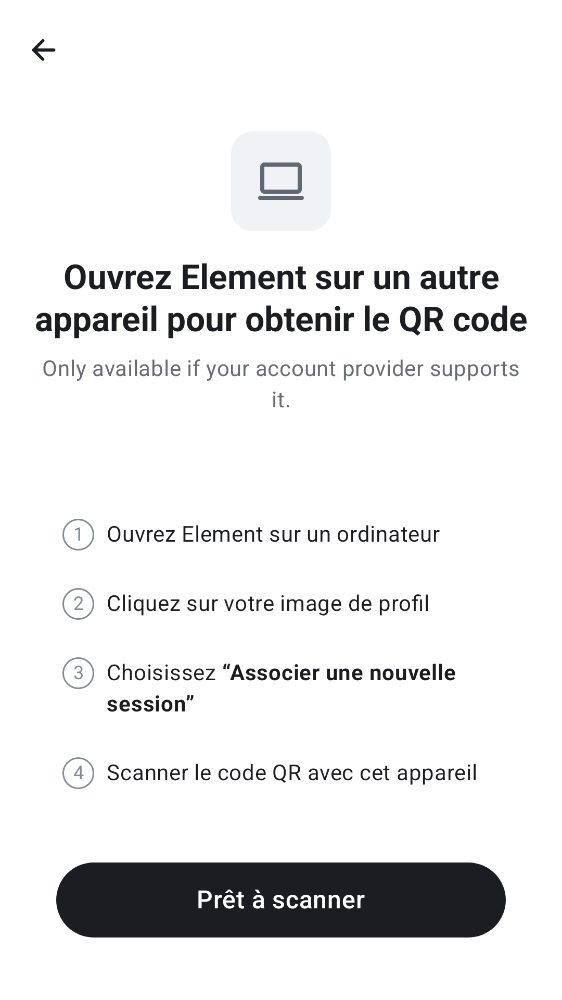 Ouvrez Element sur un autre
appareil pour obtenir le QR code
Only available if your account provider supports
it.
1 Ouvrez Element sur un ordinateur
2 Cliquez sur votre image de profil
3 Choisissez “Associer une nouvelle
session”
4 Scanner le code QR avec cet appareil
Prêt à scanner